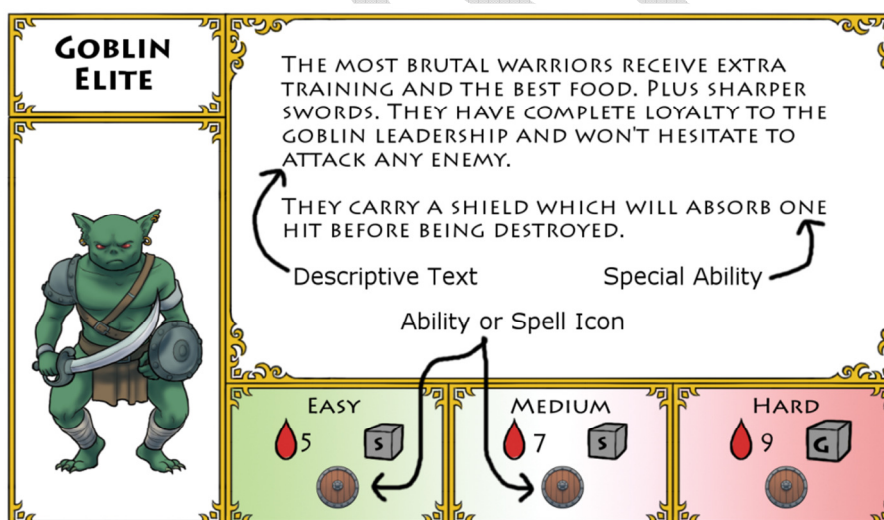 GOBLIN
ELITE
THE MOST BRUTAL WARRIORS RECEIVE EXTRA
TRAINING AND THE BEST FOOD. PLUS SHARPER
SWORDS. THEY HAVE COMPLETE LOYALTY TO THE
GOBLIN LEADERSHIP AND WON'T HESITATE TO
ATTACK ANY ENEMY.
THEY CARRY A SHIELD WHICH WILL ABSORB ONE
HIT BEFORE BEING DESTROYED.
Descriptive Text
Special Ability
Ability or Spell Icon
EASY
5
S
MEDIUM
7
S
HARD
9
G